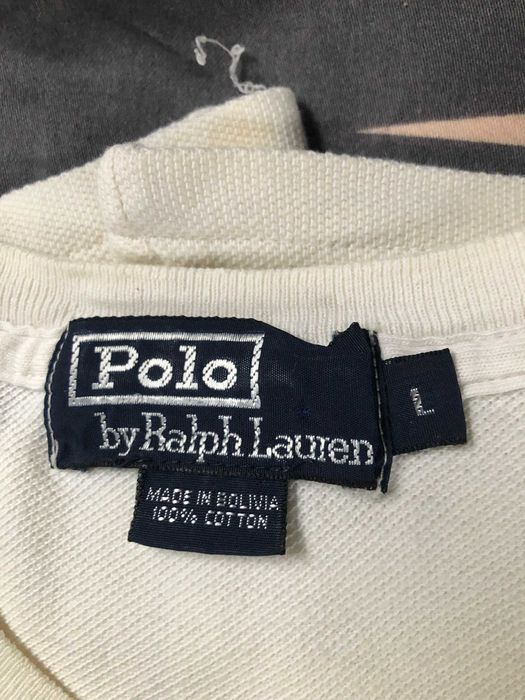 Polo
by Ralph Lauren
L
MADE IN BOLIVIA
100% COTTON